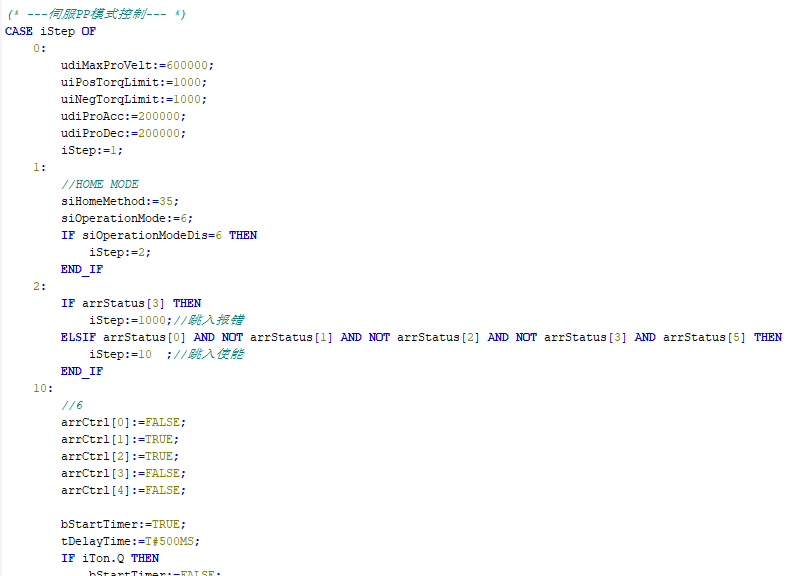 (* ---伺服PP模式控制--- *)
CASE iStep OF
0:
udiMaxProVelt:=600000;
uiPosTorqLimit:=1000;
uiNegTorqLimit:=1000;
udiProAcc:=200000;
udiProDec:=200000;
iStep:=1;
1:
//HOME MODE
siHomeMethod:=35;
siOperationMode:=6;
IF siOperationModeDis=6 THEN
iStep:=2;
END_IF
2:
IF arrStatus[3] THEN
iStep:=1000;//跳入报错
ELSIF arrStatus[0] AND NOT arrStatus[1] AND NOT arrStatus[2] AND NOT arrStatus[3] AND arrStatus[5] THEN
iStep:=10 ;//跳入使能
END_IF
10:
//6
arrCtrl[0]:=FALSE;
arrCtrl[1]:=TRUE;
arrCtrl[2]:=TRUE;
arrCtrl[3]:=FALSE;
arrCtrl[4]:=FALSE;
bStartTimer:=TRUE;
tDelayTime:=T#500MS;
IF iTon.Q THEN
bStartTimer:=FALSE;